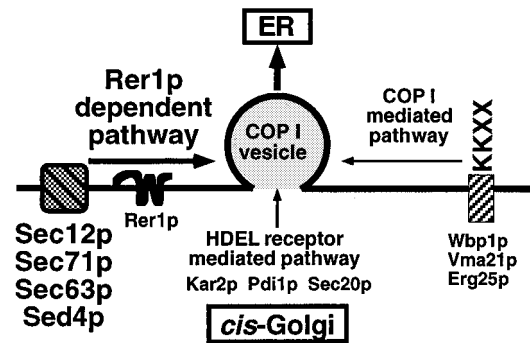 ER
Rer1p
dependent
pathway
COP I
vesicle
COP I
mediated
pathway
KKXX
Rer1p
Sec12p
Sec71p
Sec63p
Sed4p
HDEL receptor
mediated pathway
Kar2p Pdi1p Sec20p
Wbp1p
Vma21p
Erg25p
cis-Golgi